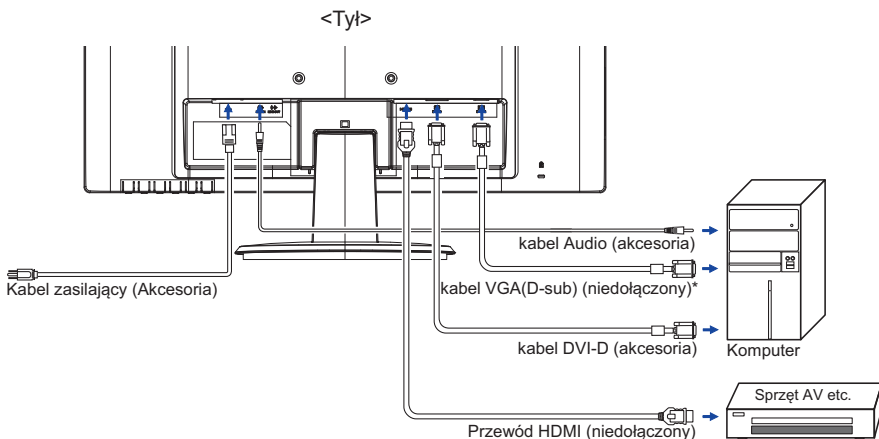 <Tył>
kabel Audio (akcesoria)
Kabel zasilający (Akcesoria)
kabel VGA(D-sub) (niedołączony)*
kabel DVI-D (akcesoria)
Komputer
Sprzęt AV etc.
Przewód HDMI (niedołączony)